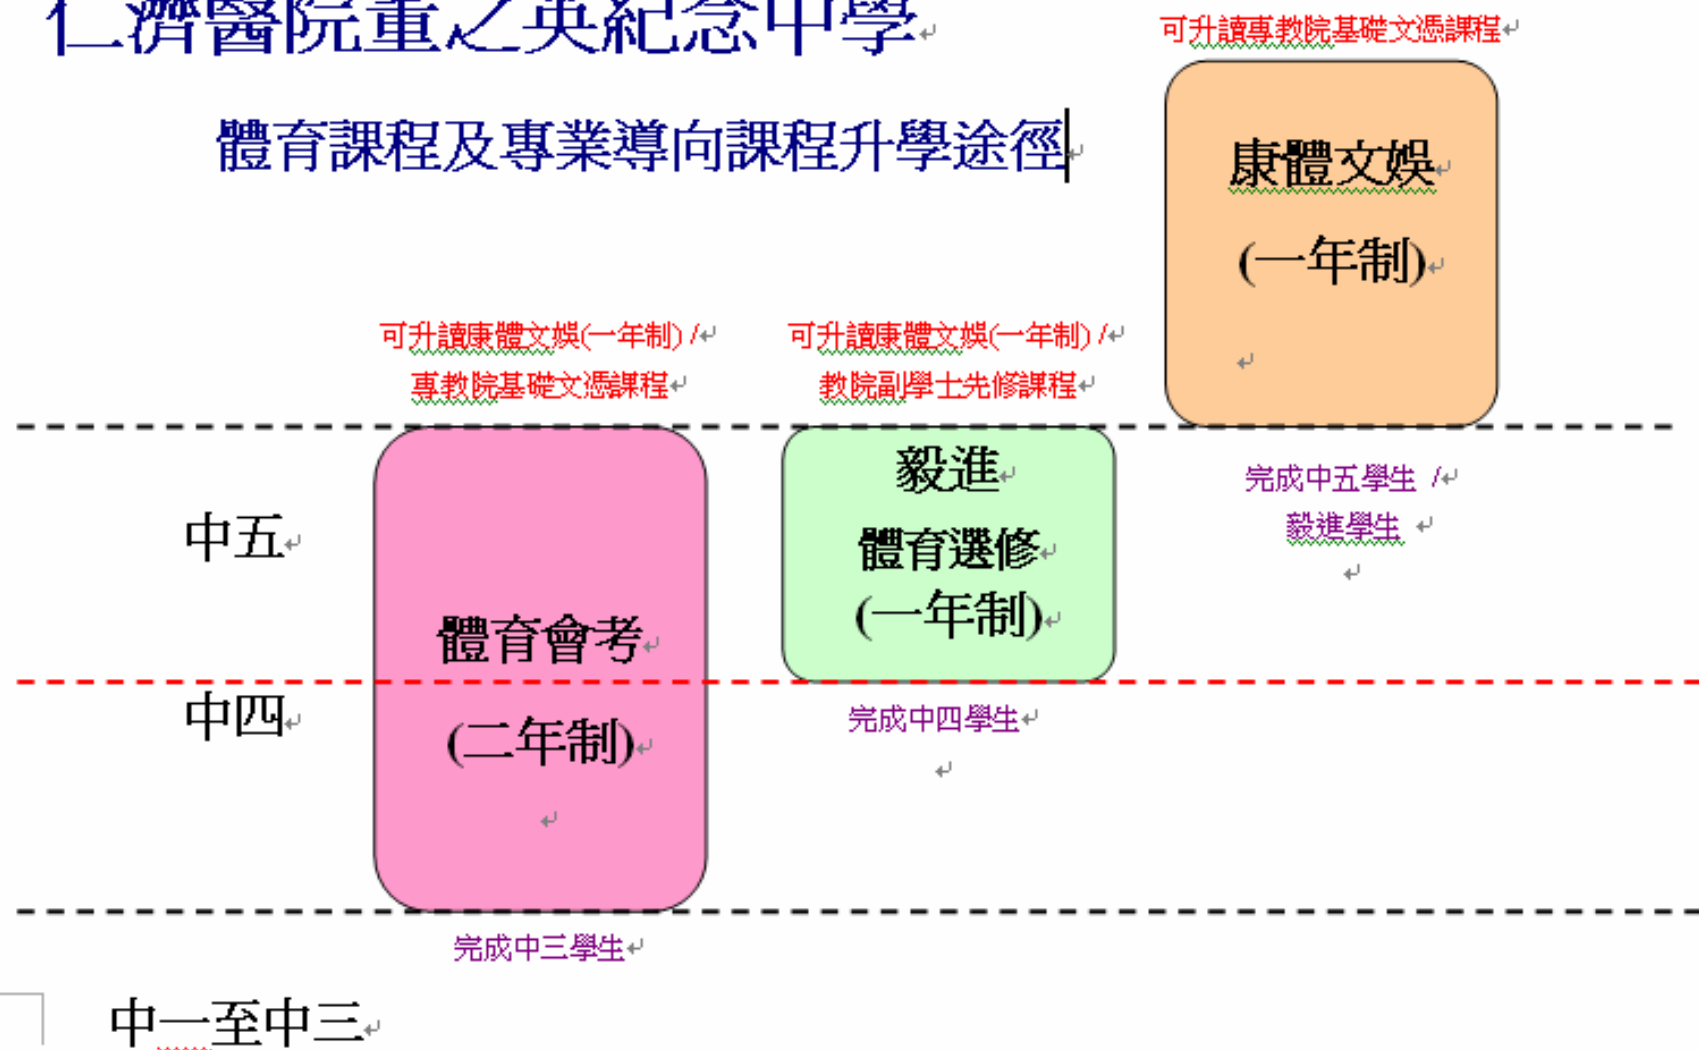 仁濟醫院董之英紀念中學
體育課程及專業導向課程升學途徑
可升讀專教院基礎文憑課程
康體文娛
(一年制)
可升讀康體文娛(一年制) /
專教院基礎文憑課程
可升讀康體文娛(一年制) /
教院副學士先修課程
中五
體育會考
(二年制)
毅進
體育選修
(一年制)
完成中五學生 /
毅進學生
中四
完成中四學生
完成中三學生
中一至中三